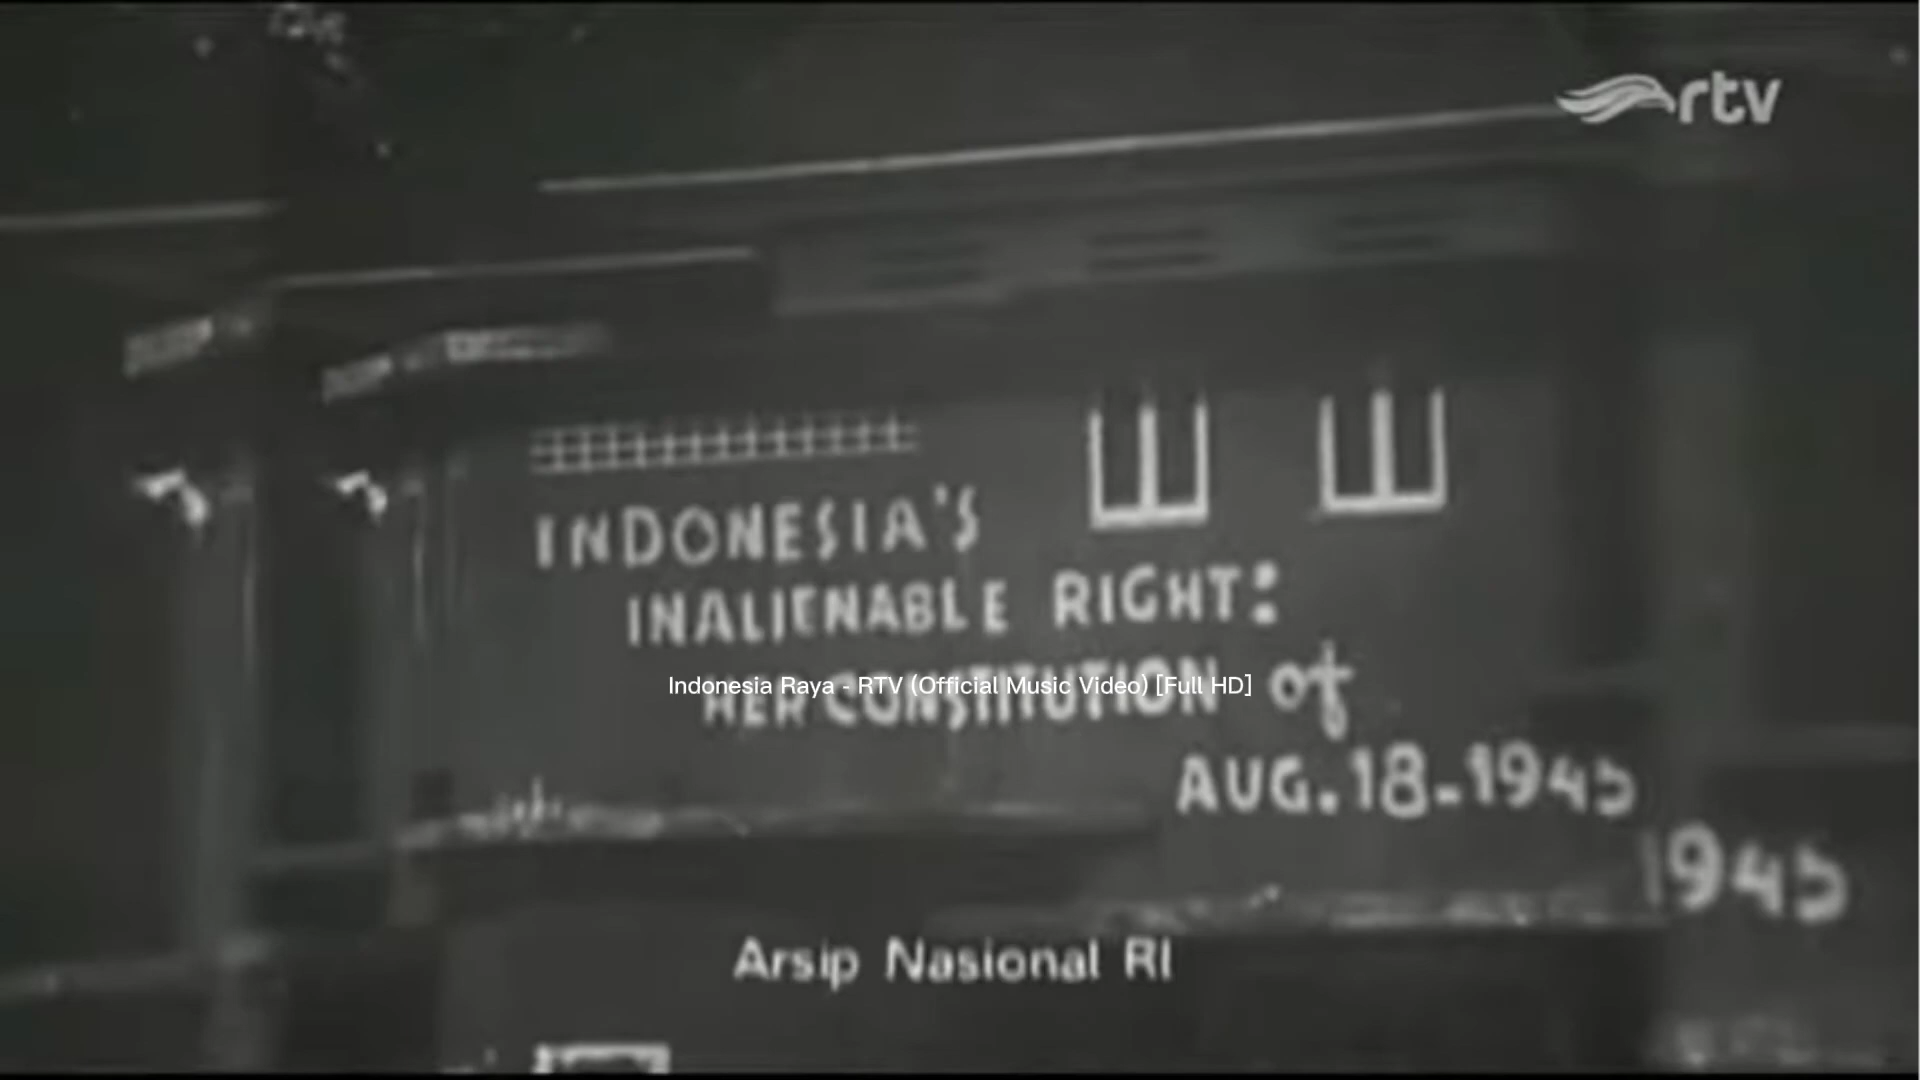 rtv
INDONESIA'S
INALIENABLE RIGHT:
HER CONSTITUTION of
Indonesia Raya - RTV (Official Music Video) [Full HD]
AUG.18-1945
1945
Arsip Nasional RI